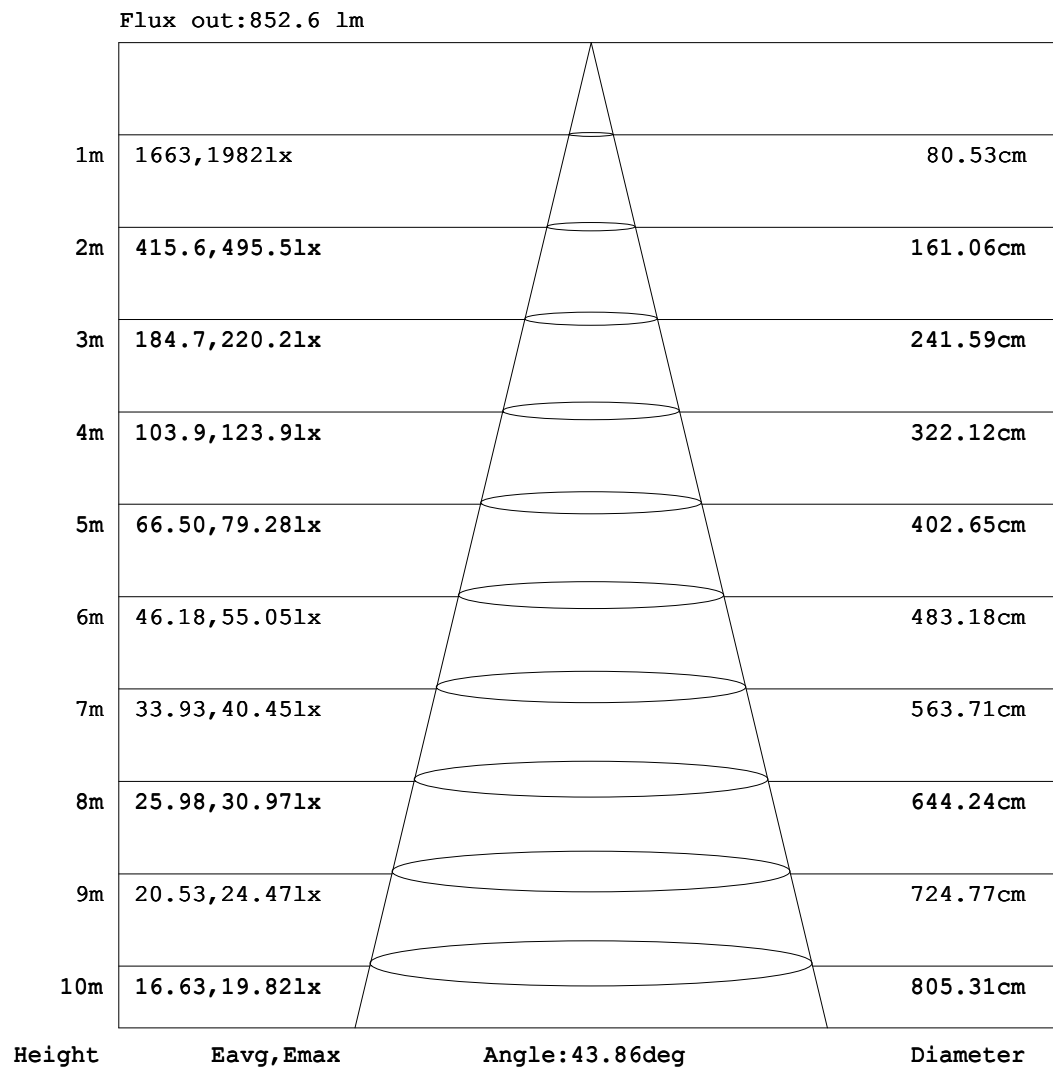 Flux out:852.6 lm
1m 1663,1982lx 80.53cm
2m 415.6,495.5lx 161.06cm
3m 184.7,220.2lx 241.59cm
4m 103.9,123.9lx 322.12cm
5m 66.50,79.28lx 402.65cm
6m 46.18,55.05lx 483.18cm
7m 33.93,40.45lx 563.71cm
8m 25.98,30.97lx 644.24cm
9m 20.53,24.47lx 724.77cm
10m 16.63,19.82lx 805.31cm
Height Eavg,Emax Angle:43.86deg Diameter